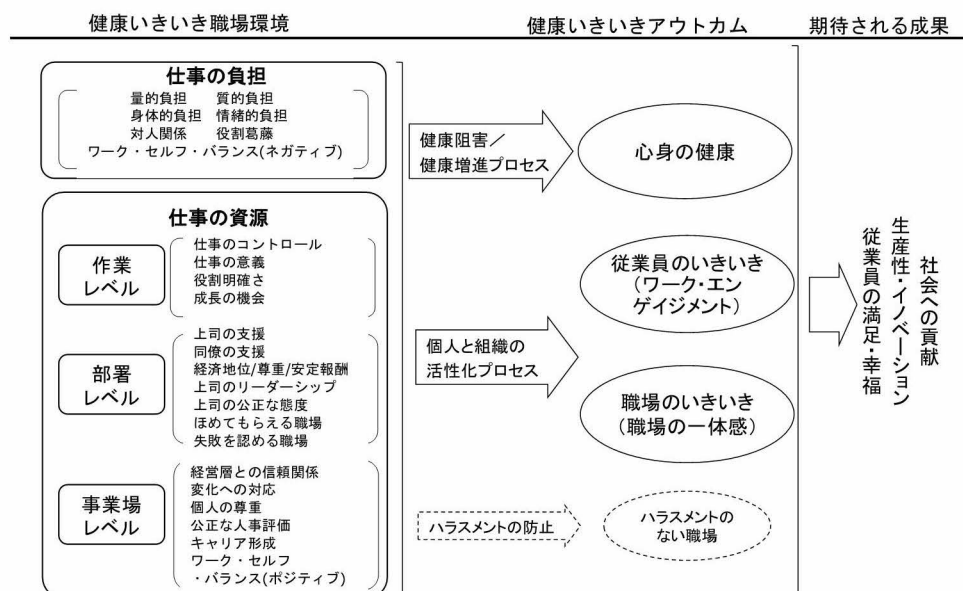 健康いきいき職場環境
健康いきいきアウトカム
期待される成果
仕事の負担
量的負担 質的負担
身体的負担 情緒的負担
対人関係 役割葛藤
ワーク・セルフ・バランス(ネガティブ)
仕事の資源
作業
レベル
仕事のコントロール
仕事の意義
役割明確さ
成長の機会
部署
レベル
上司の支援
同僚の支援
経済地位/尊重/安定報酬
上司のリーダーシップ
上司の公正な態度
ほめてもらえる職場
失敗を認める職場
事業場
レベル
経営層との信頼関係
変化への対応
個人の尊重
公正な人事評価
キャリア形成
ワーク・セルフ
・バランス(ポジティブ)
健康阻害／
健康増進プロセス
心身の健康
個人と組織の
活性化プロセス
従業員のいきいき
(ワーク・エン
ゲイジメント)
職場のいきいき
(職場の一体感)
ハラスメントの防止
ハラスメントの
ない職場
社会への貢献
生産性・イノベーション
従業員の満足・幸福